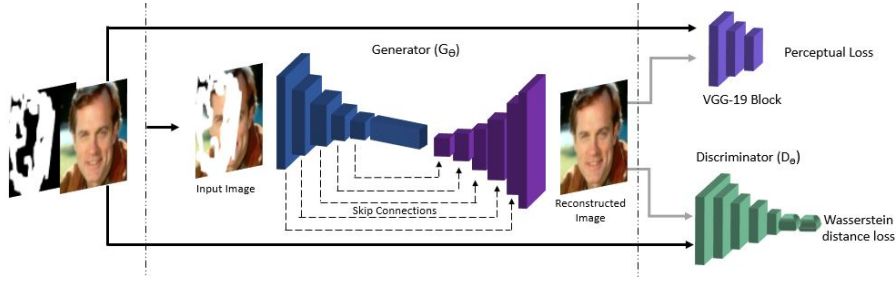 Generator (Gϴ)
Perceptual Loss
VGG-19 Block
Discriminator (Dϴ)
Input Image
Skip Connections
Reconstructed
Image
Wasserstein
distance loss